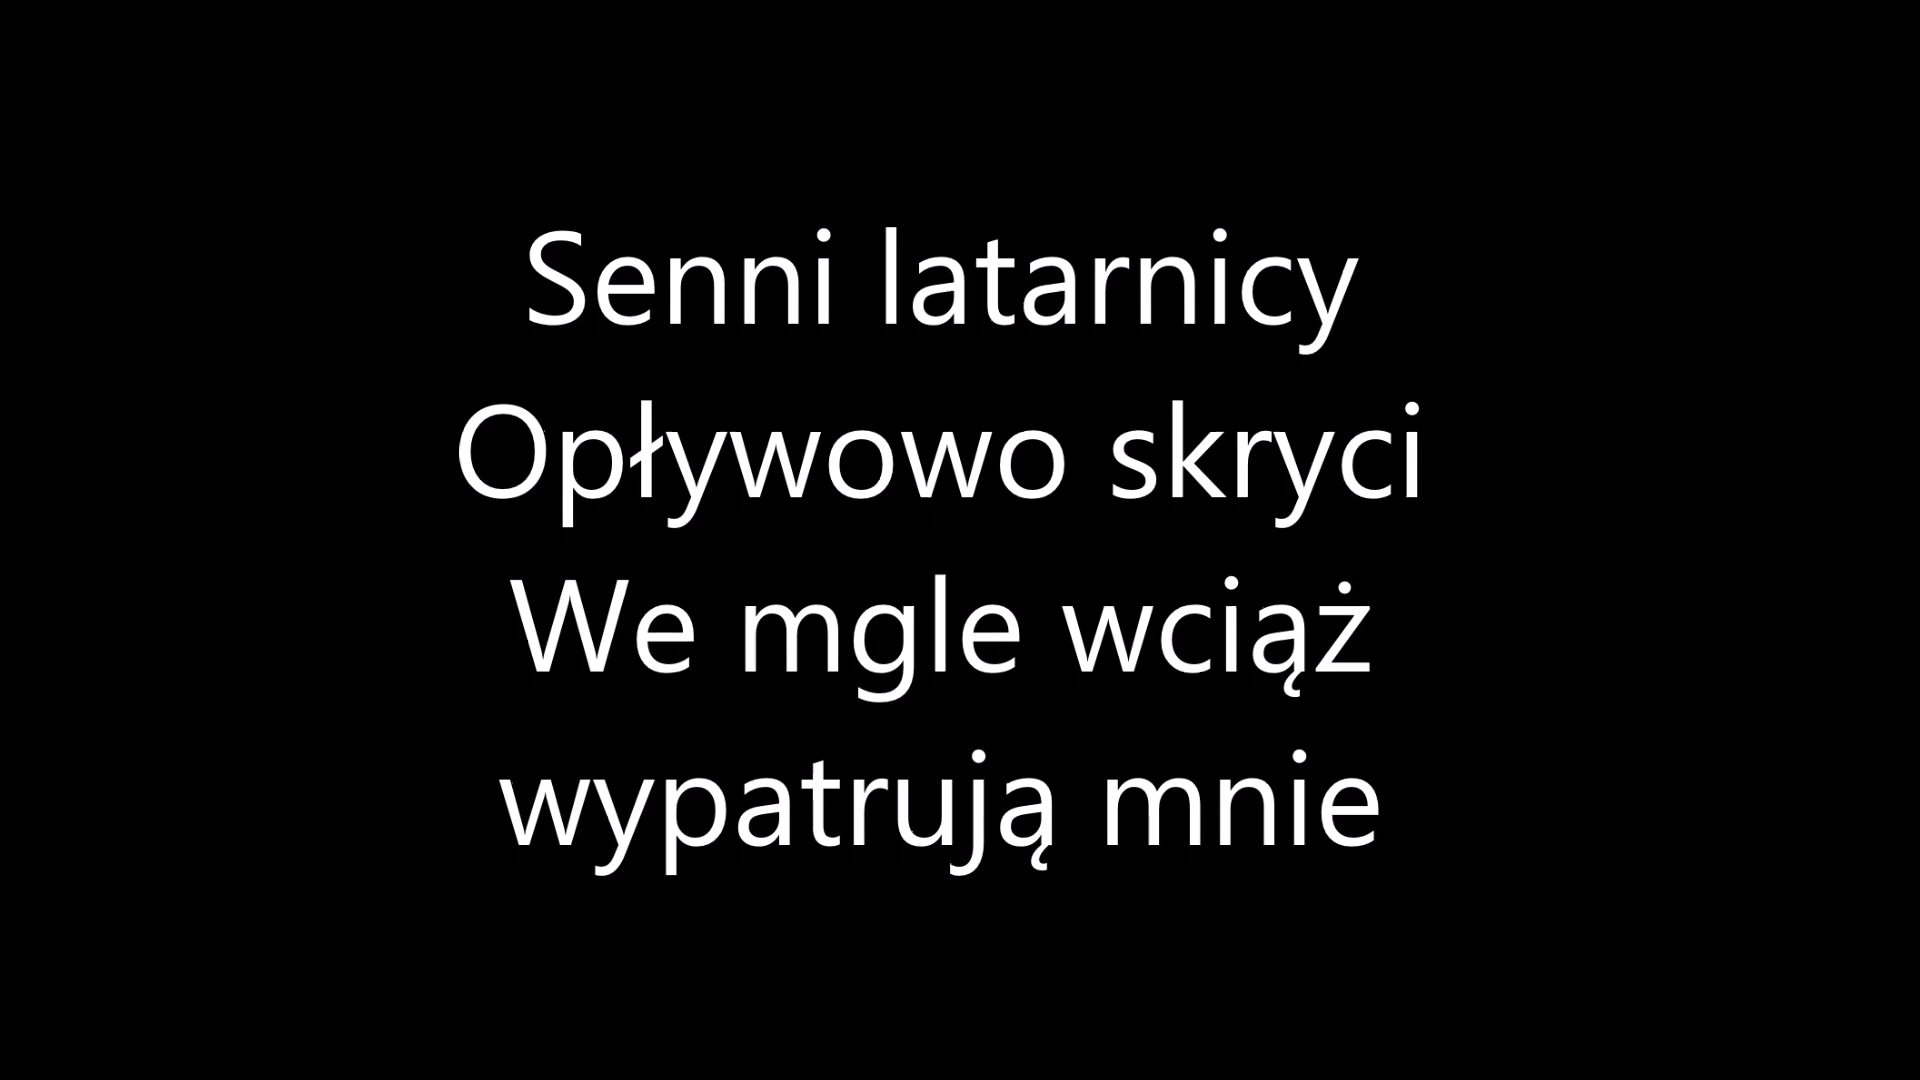 Senni latarnicy
Opływowo skryci
We mgle wciąż
wypatrują mnie